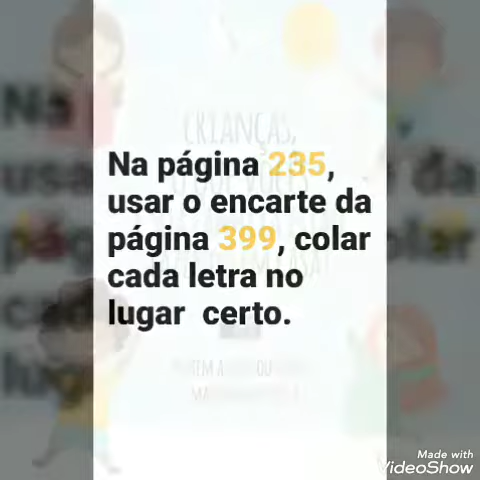 CRIANÇAS,
Na página 235,
usar o encarte da
página 399, colar
cada letra no
lugar certo.
Made with
VideoShow